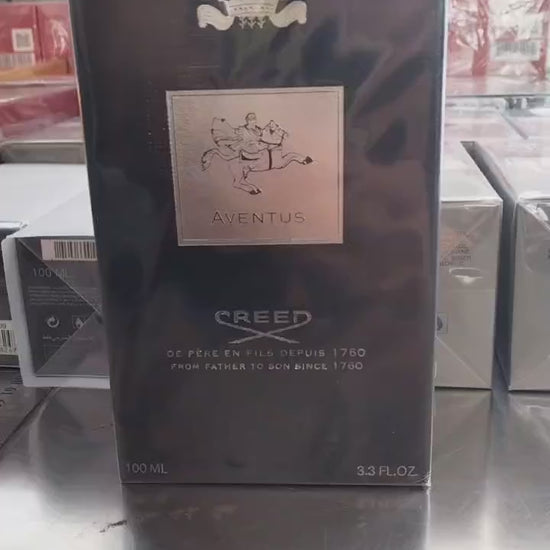 AVENTUS
CREED
DE PÈRE EN FILS DEPUIS 1760
FROM FATHER TO SON SINCE 1760
100 ML
3.3 FL.OZ
100 ML